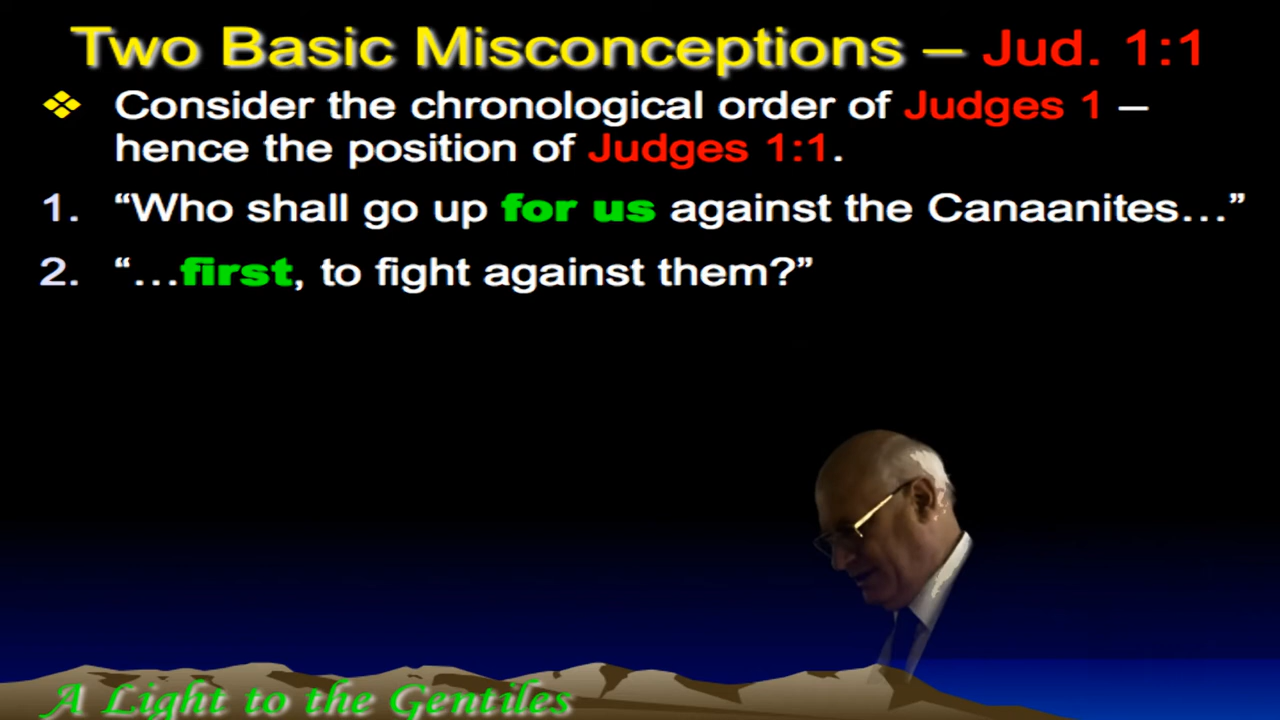 Two Basic Misconceptions – Jud. 1:1
❖ Consider the chronological order of Judges 1 –
hence the position of Judges 1:1.
1. “Who shall go up for us against the Canaanites…”
2. “…first, to fight against them?”
A Light to the Gentiles